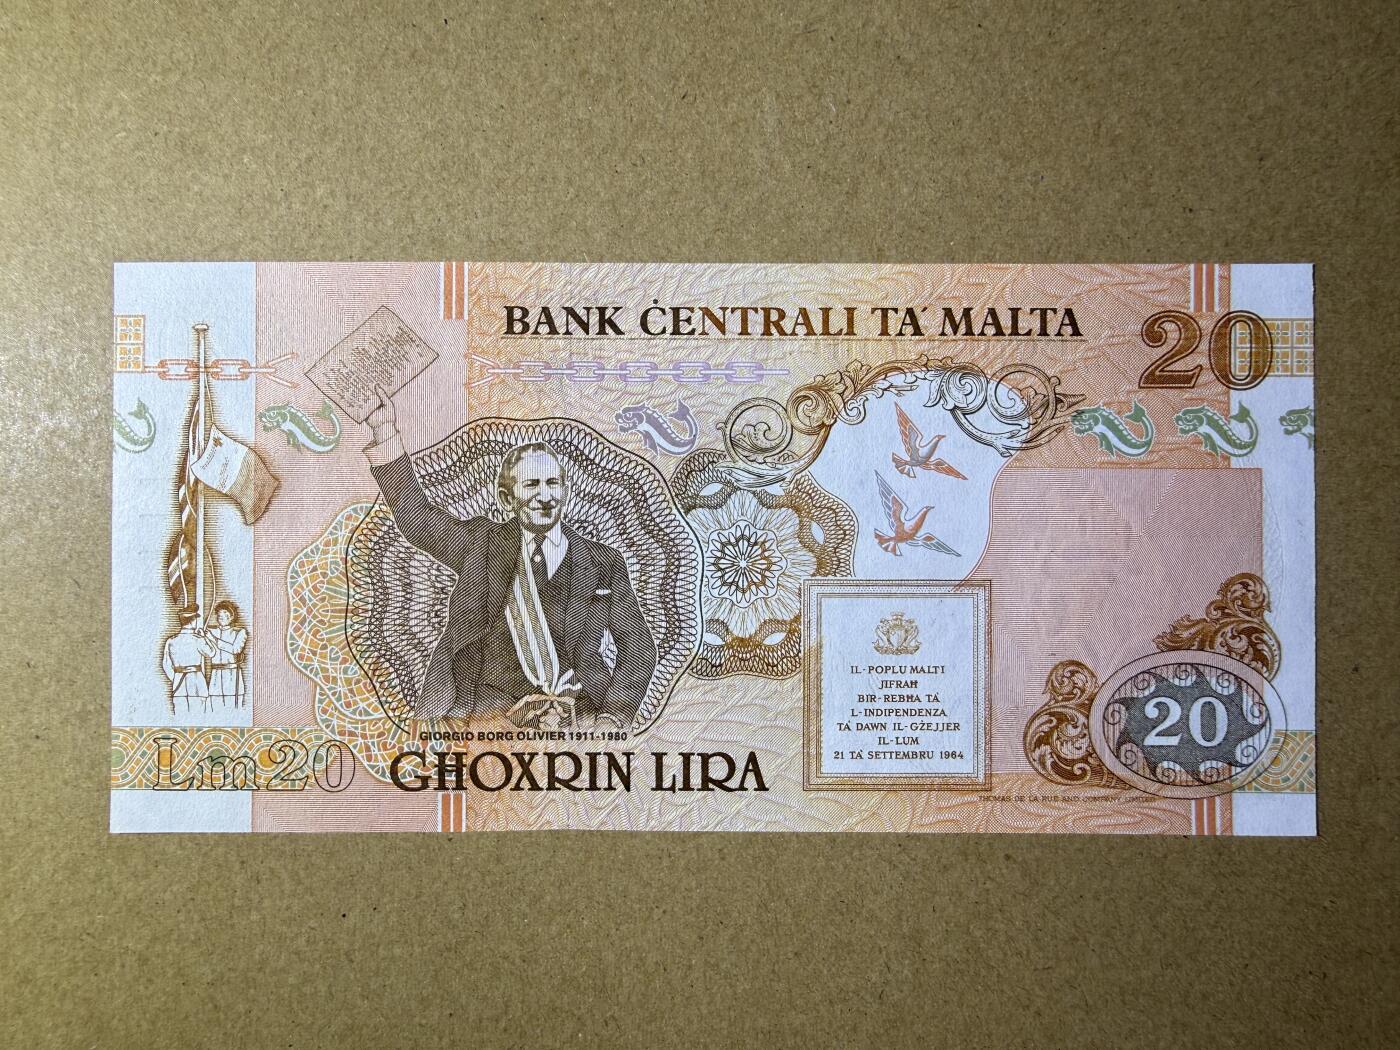 BANK ĊENTRALI TA' MALTA
20
GIORGIO BORG OLIVIER 1911-1980
Lm20
GĦOXRIN LIRA
IL-POPLU MALTI
JIFRAĦ
BIR-REBĦA TA'
L-INDIPENDENZA
TA' DAWN IL-GŻEJJER
IL-LUM
21 TA' SETTEMBRU 1964
20
THOMAS DE LA RUE AND COMPANY LIMITED